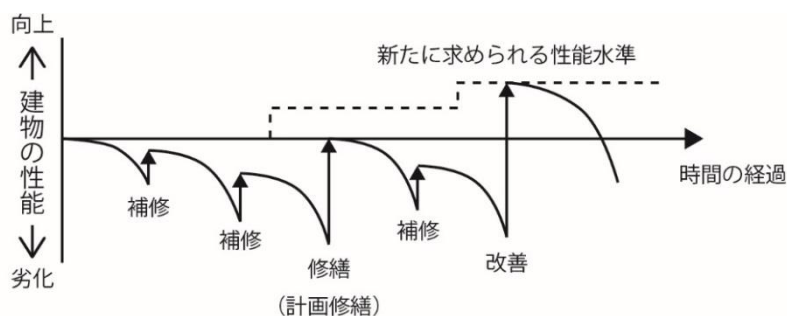 向上
建物の性能
劣化
新たに求められる性能水準
時間の経過
補修
補修
修繕
(計画修繕)
補修
改善